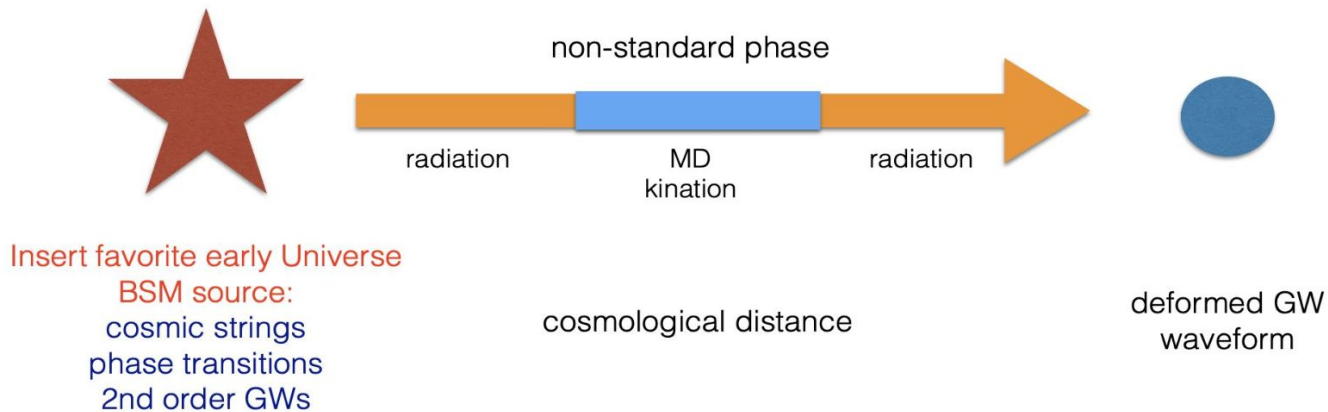 non-standard phase
radiation
MD
kination
radiation
Insert favorite early Universe
BSM source:
cosmic strings
phase transitions
2nd order GWs
cosmological distance
deformed GW
waveform